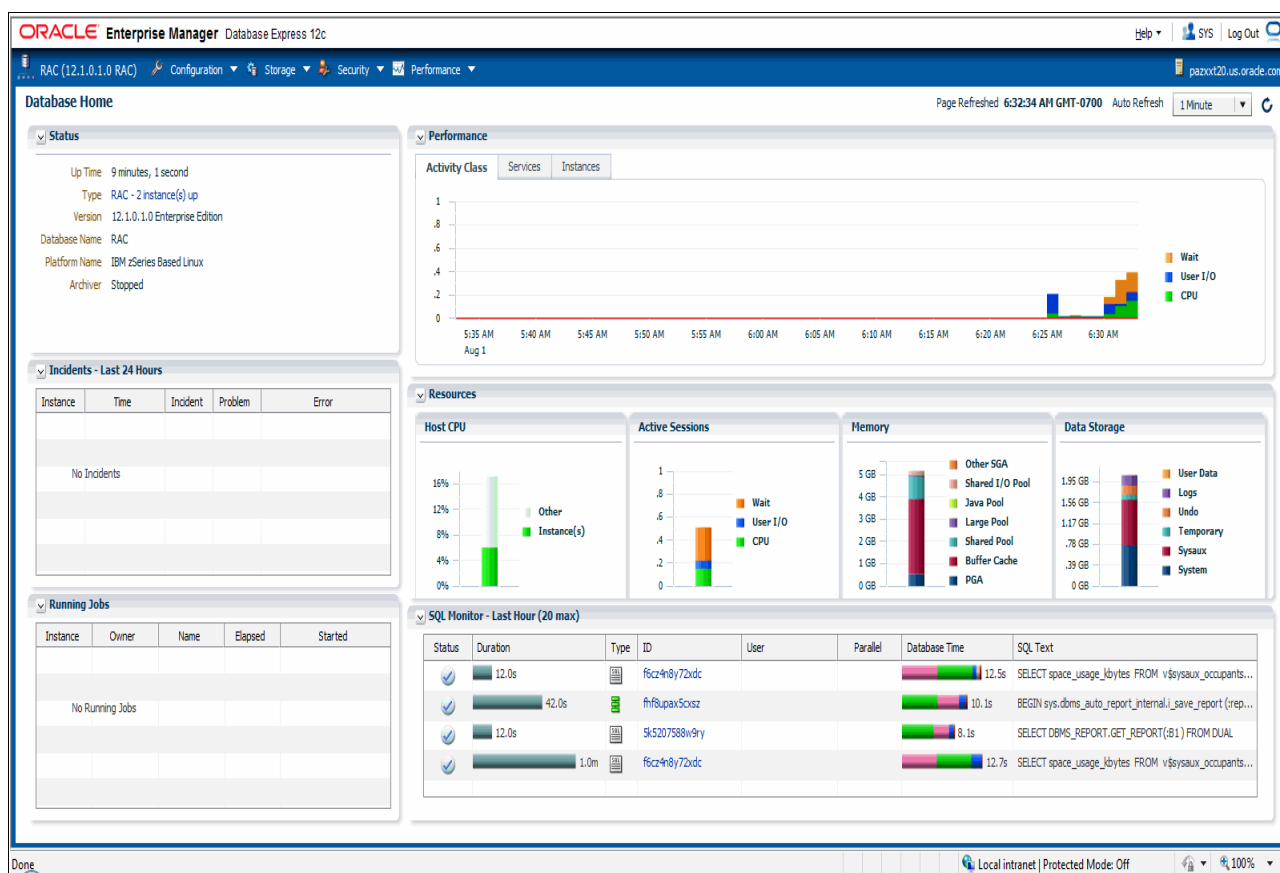 ORACLE Enterprise Manager Database Express 12c
Help SYS Log Out
RAC (12.1.0.1.0 RAC) Configuration Storage Security Performance
pazxxt20.us.oracle.com
Database Home
Page Refreshed 6:32:34 AM GMT-0700 Auto Refresh 1 Minute
Status
Up Time 9 minutes, 1 second
Type RAC - 2 instance(s) up
Version 12.1.0.1.0 Enterprise Edition
Database Name RAC
Platform Name IBM zSeries Based Linux
Archiver Stopped
Performance
Activity Class Services Instances
1
.8
.6
.4
.2
0
5:35 AM 5:40 AM 5:45 AM 5:50 AM 5:55 AM 6:00 AM 6:05 AM 6:10 AM 6:15 AM 6:20 AM 6:25 AM 6:30 AM
Aug 1
Wait
User I/O
CPU
Incidents - Last 24 Hours
Instance Time Incident Problem Error
No Incidents
Resources
Host CPU
16%
12%
8%
4%
0%
Other
Instance(s)
Active Sessions
1
.8
.6
.4
.2
0
Wait
User I/O
CPU
Memory
5 GB
4 GB
3 GB
2 GB
1 GB
0 GB
Other SGA
Shared I/O Pool
Java Pool
Large Pool
Shared Pool
Buffer Cache
PGA
Data Storage
1.95 GB
1.56 GB
1.17 GB
.78 GB
.39 GB
0 GB
User Data
Logs
Undo
Temporary
Sysaux
System
Running Jobs
Instance Owner Name Elapsed Started
No Running Jobs
SQL Monitor - Last Hour (20 max)
Status Duration Type ID User Parallel Database Time SQL Text
12.0s SQL f6cz4n8y72xdc 12.5s SELECT space_usage_kbytes FROM v$sysaux_occupants...
42.0s fhf8upax5cxsz 10.1s BEGIN sys.dbms_auto_report_internal.i_save_report (:rep...
12.0s SQL 5k5207588w9ry 8.1s SELECT DBMS_REPORT.GET_REPORT(:B1 ) FROM DUAL
1.0m SQL f6cz4n8y72xdc 12.7s SELECT space_usage_kbytes FROM v$sysaux_occupants...
Done
Local intranet | Protected Mode: Off
100%